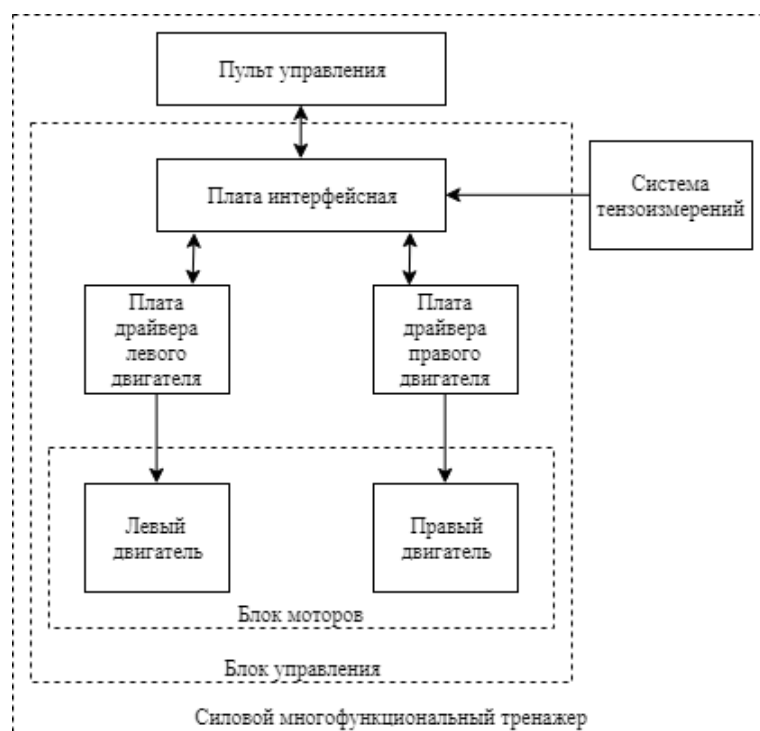 Пульт управления
Плата интерфейсная
Система
тензоизмерений
Плата
драйвера
левого
двигателя
Плата
драйвера
правого
двигателя
Левый
двигатель
Правый
двигатель
Блок моторов
Блок управления
Силовой многофункциональный тренажер